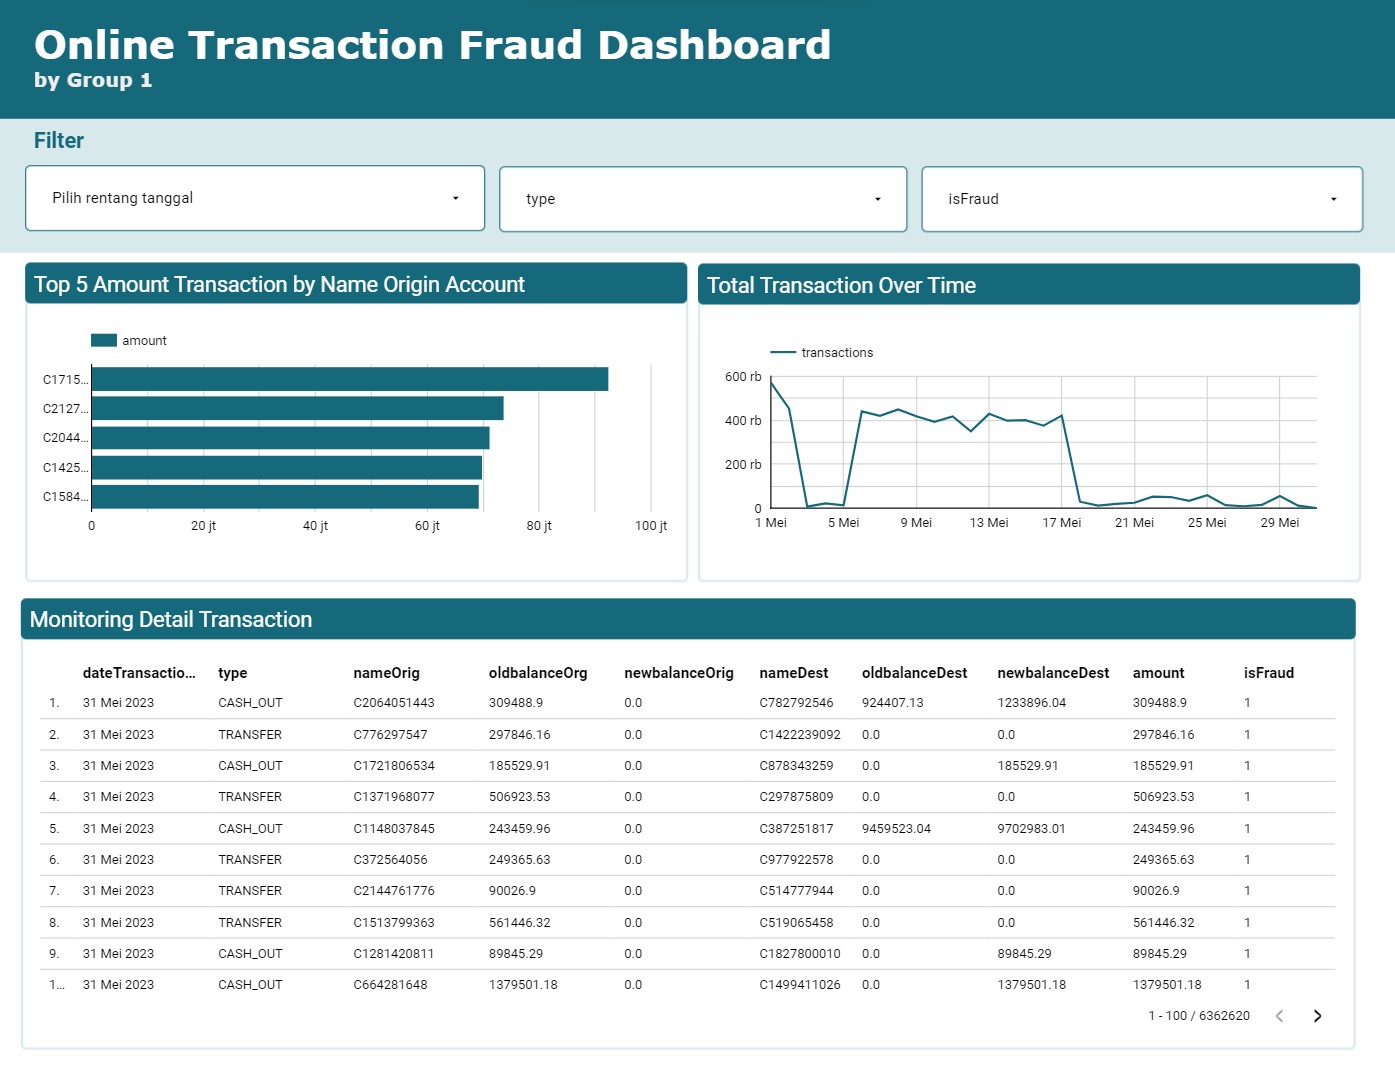 Online Transaction Fraud Dashboard
by Group 1
Filter
Pilih rentang tanggal
type
isFraud
Top 5 Amount Transaction by Name Origin Account
amount
C1715...
C2127...
C2044...
C1425...
C1584...
0 20 jt 40 jt 60 jt 80 jt 100 jt
Total Transaction Over Time
transactions
600 rb
400 rb
200 rb
0
1 Mei 5 Mei 9 Mei 13 Mei 17 Mei 21 Mei 25 Mei 29 Mei
Monitoring Detail Transaction
dateTransactio... type nameOrig oldbalanceOrg newbalanceOrig nameDest oldbalanceDest newbalanceDest amount isFraud
1. 31 Mei 2023 CASH_OUT C2064051443 309488.9 0.0 C782792546 924407.13 1233896.04 309488.9 1
2. 31 Mei 2023 TRANSFER C776297547 297846.16 0.0 C1422239092 0.0 0.0 297846.16 1
3. 31 Mei 2023 CASH_OUT C1721806534 185529.91 0.0 C878343259 0.0 185529.91 185529.91 1
4. 31 Mei 2023 TRANSFER C1371968077 506923.53 0.0 C297875809 0.0 0.0 506923.53 1
5. 31 Mei 2023 CASH_OUT C1148037845 243459.96 0.0 C387251817 9459523.04 9702983.01 243459.96 1
6. 31 Mei 2023 TRANSFER C372564056 249365.63 0.0 C977922578 0.0 0.0 249365.63 1
7. 31 Mei 2023 TRANSFER C2144761776 90026.9 0.0 C514777944 0.0 0.0 90026.9 1
8. 31 Mei 2023 TRANSFER C1513799363 561446.32 0.0 C519065458 0.0 0.0 561446.32 1
9. 31 Mei 2023 CASH_OUT C1281420811 89845.29 0.0 C1827800010 0.0 89845.29 89845.29 1
1... 31 Mei 2023 CASH_OUT C664281648 1379501.18 0.0 C1499411026 0.0 1379501.18 1379501.18 1
1 - 100 / 6362620